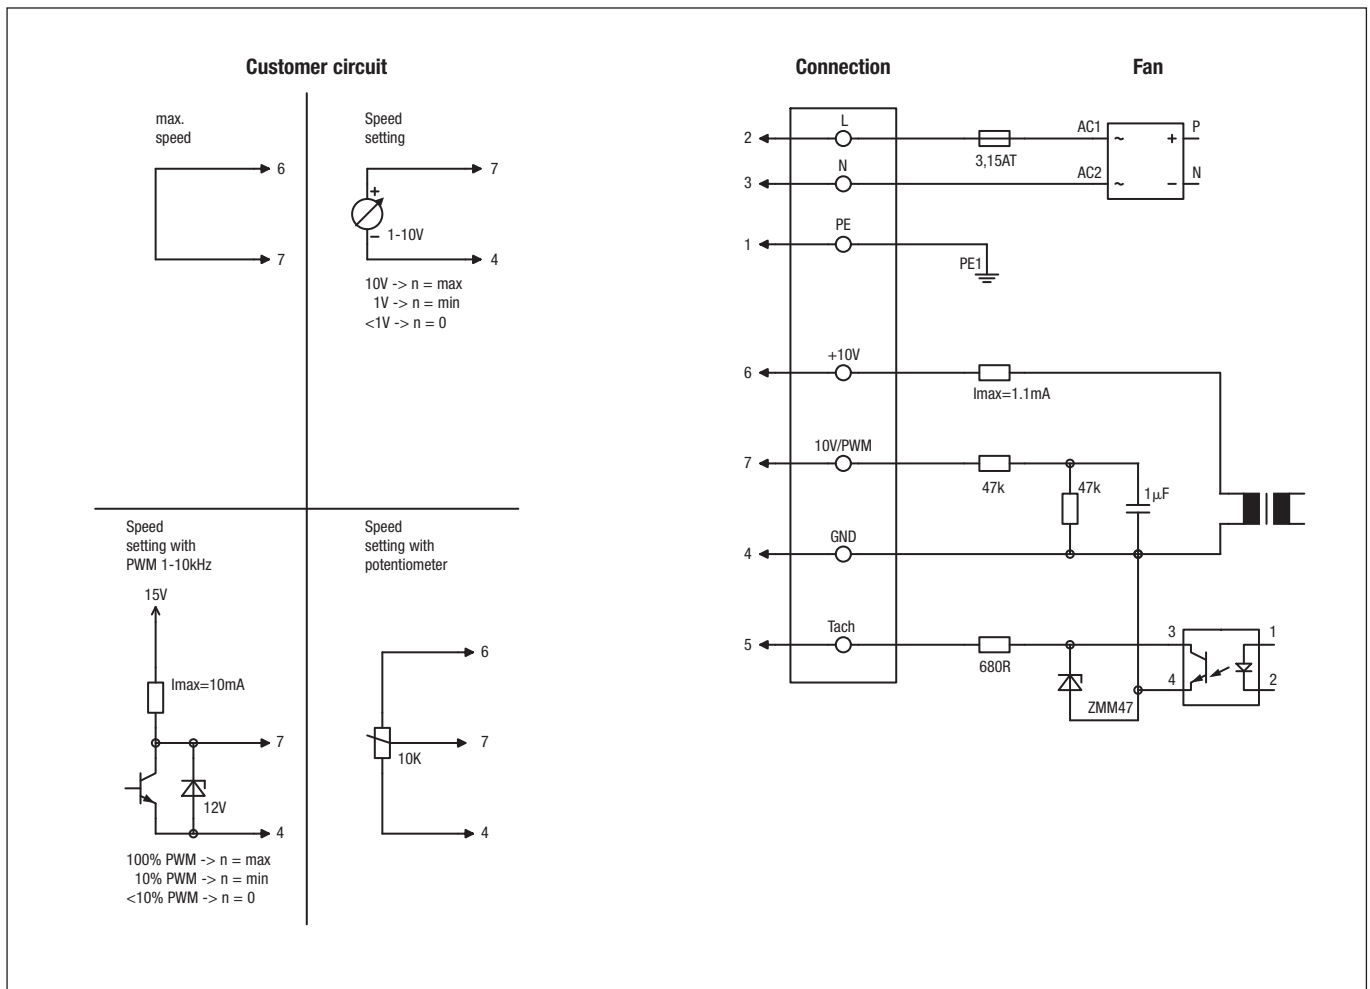 Customer circuit
Connection
Fan
max.
speed
6
7
Speed
setting
7
+
1-10V
−
4
10V -> n = max
1V -> n = min
<1V -> n = 0
Speed
setting with
PWM 1-10kHz
15V
Imax=10mA
7
12V
4
100% PWM -> n = max
10% PWM -> n = min
<10% PWM -> n = 0
Speed
setting with
potentiometer
6
7
10K
4
2
L
3,15AT
AC1
~
+
P
3
N
AC2
~
−
N
1
PE
PE1
6
+10V
Imax=1.1mA
7
10V/PWM
47k
47k
1µF
4
GND
5
Tach
680R
ZMM47
3
1
4
2